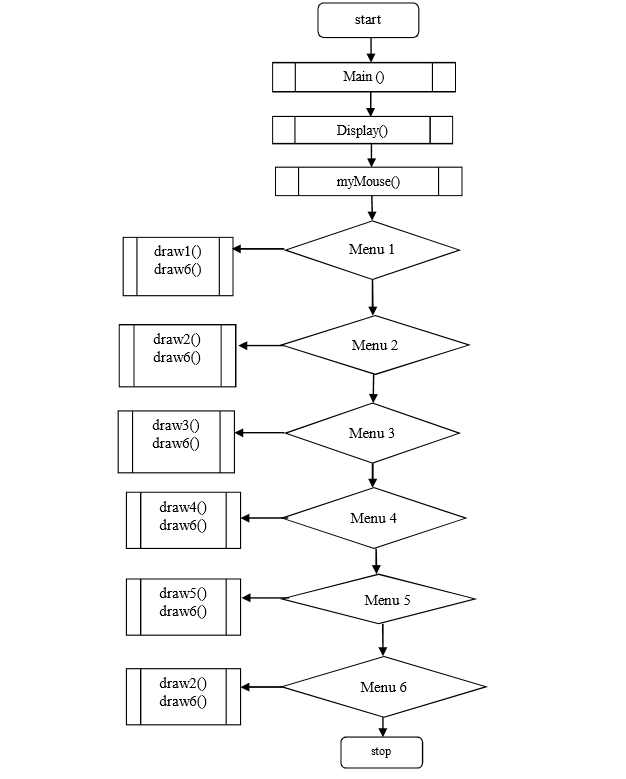 start
Main ()
Display()
myMouse()
Menu 1
draw1()
draw6()
Menu 2
draw2()
draw6()
Menu 3
draw3()
draw6()
Menu 4
draw4()
draw6()
Menu 5
draw5()
draw6()
Menu 6
draw2()
draw6()
stop